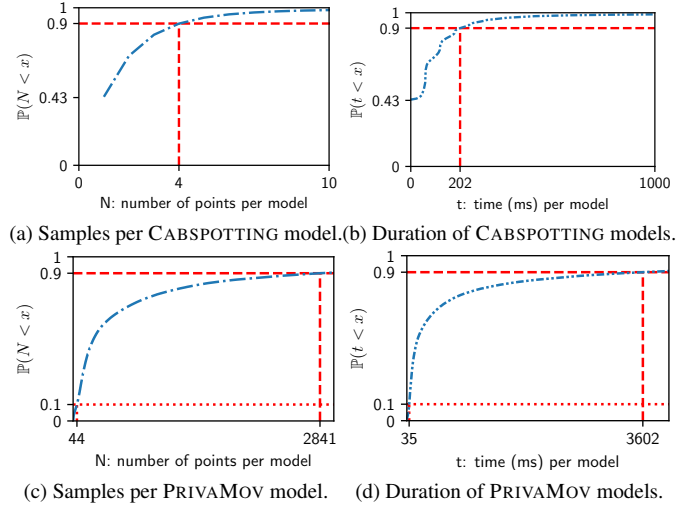 1
0.9
ℙ(N < x)
0.43
0
0
4
10
N: number of points per model
1
0.9
ℙ(t < x)
0.43
0
0
202
1000
t: time (ms) per model
(a) Samples per CABSPOTTING model.(b) Duration of CABSPOTTING models.
1
0.9
ℙ(N < x)
0.1
0
44
2841
N: number of points per model
1
0.9
ℙ(t < x)
0.1
0
35
3602
t: time (ms) per model
(c) Samples per PRIVAMOV model. (d) Duration of PRIVAMOV models.